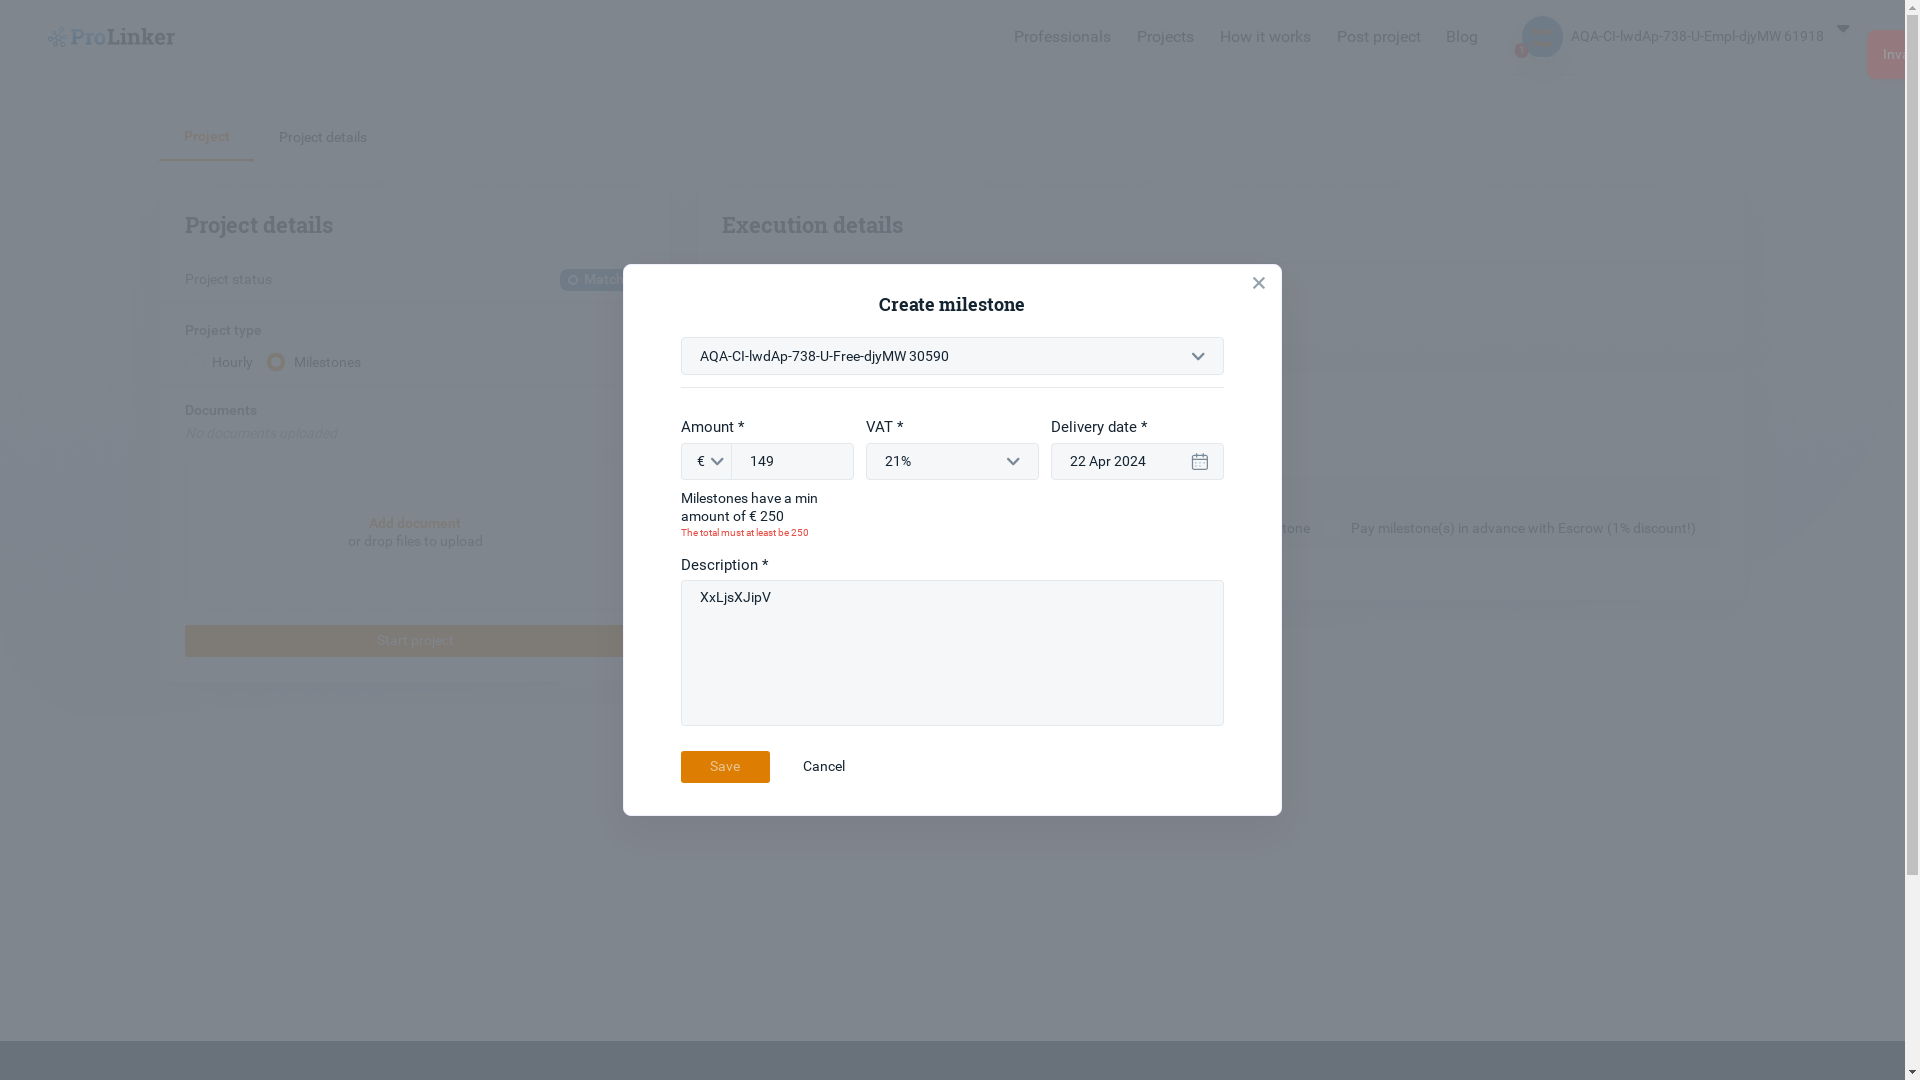 ProLinker
Professionals
Projects
How it works
Post project
Blog
AQA-CI-lwdAp-738-U-Empl-djyMW 61918
Project
Project details
Project details
Execution details
Project status
Project type
Hourly
Milestones
Documents
No documents uploaded
Add document
or drop files to upload
Start project
Pay milestone(s) in advance with Escrow (1% discount!)
Create milestone
AQA-CI-lwdAp-738-U-Free-djyMW 30590
Amount *
VAT *
Delivery date *
€
149
21%
22 Apr 2024
Milestones have a min
amount of € 250
The total must at least be 250
Description *
XxLjsXJipV
Save
Cancel